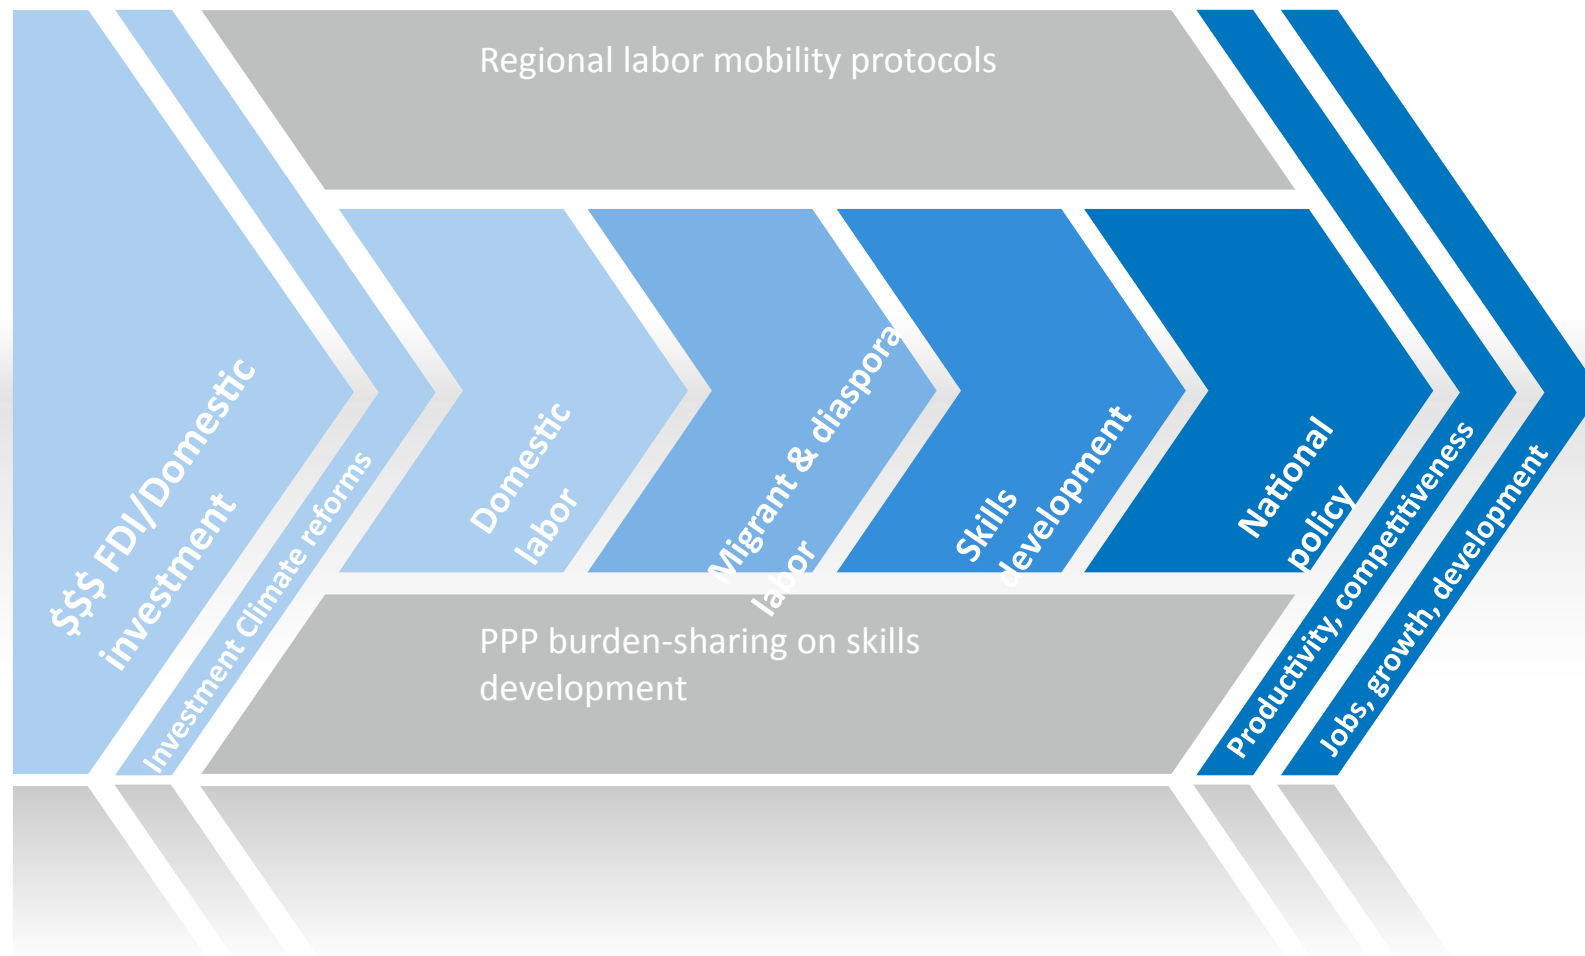 Regional labor mobility protocols
$$$ FDI/Domestic
investment
Investment Climate reforms
Domestic
labor
Migrant & diaspora
labor
Skills
development
National
policy
Productivity, competitiveness
Jobs, growth, development
PPP burden-sharing on skills
development